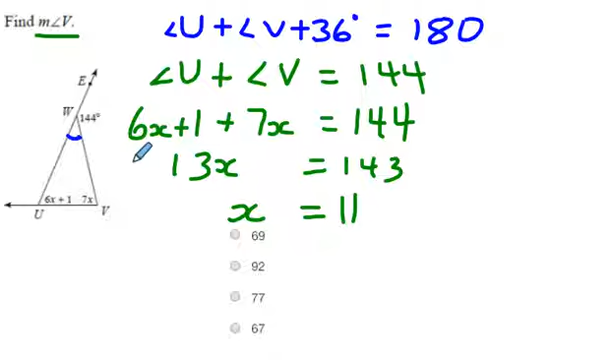 Find m∠V.
∠U + ∠V + 36° = 180
∠U + ∠V = 144
6x+1 + 7x = 144
13x = 143
x = 11
E
W 144°
6x + 1 7x
U V
69
92
77
67